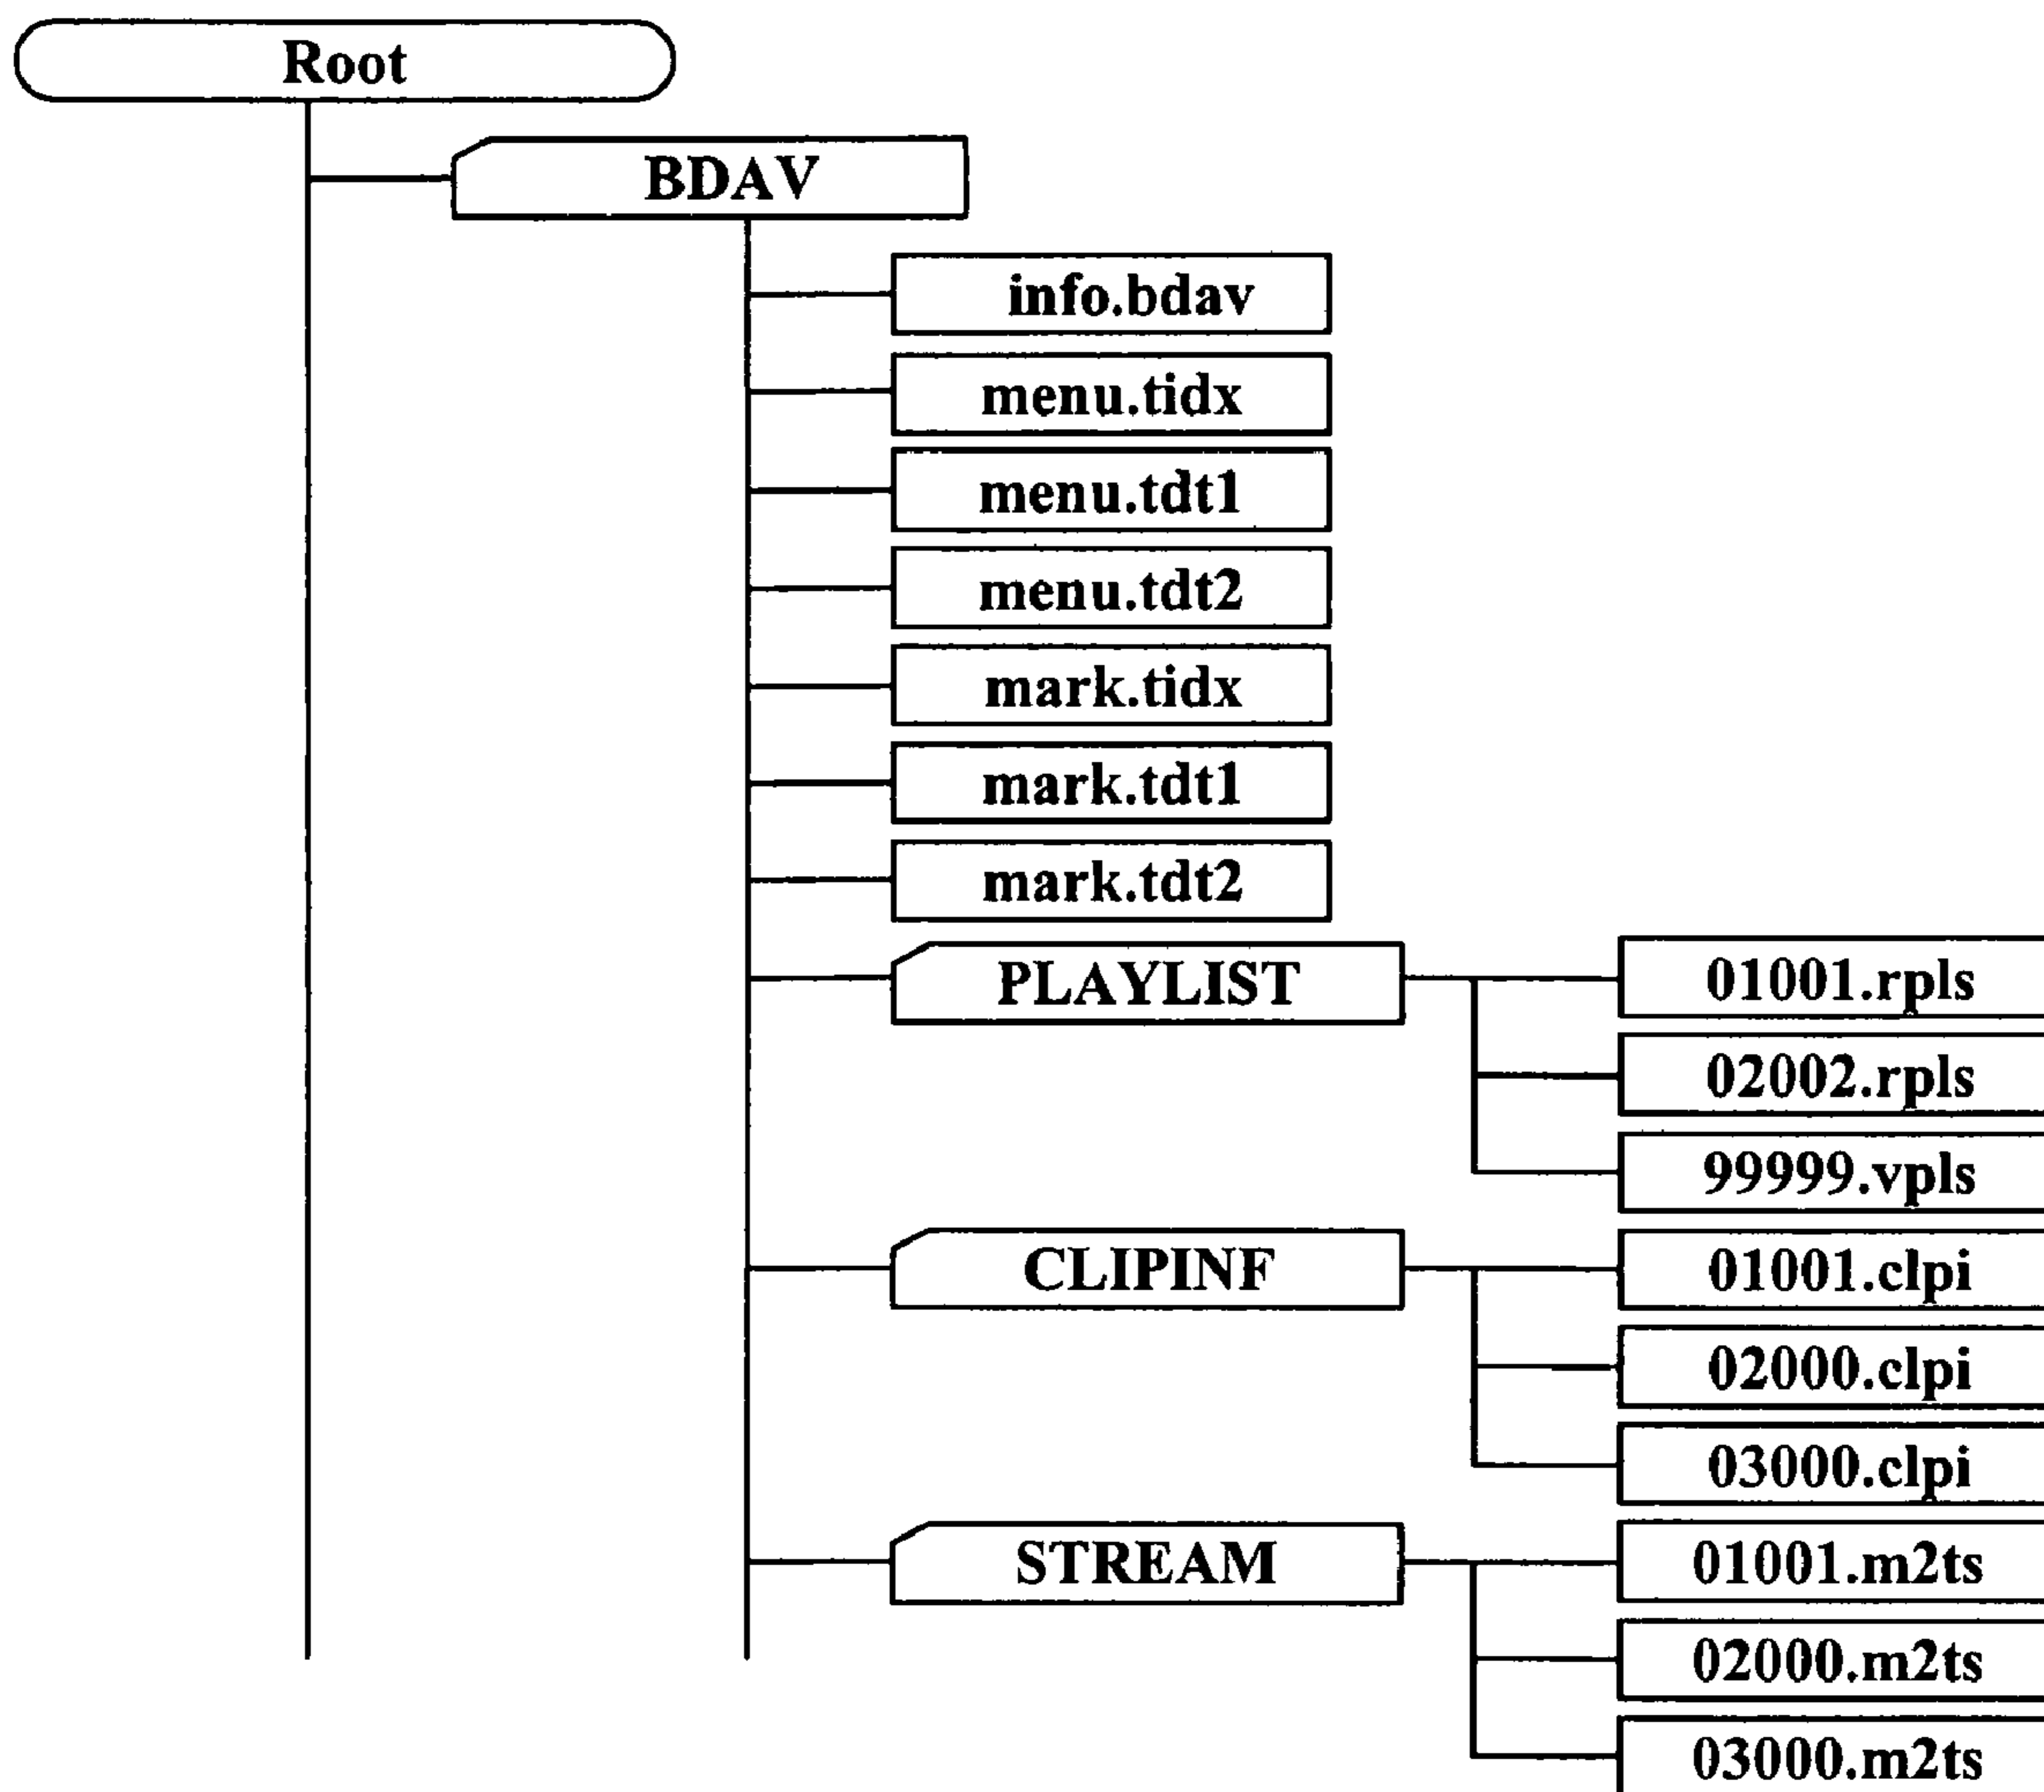 Root
BDAV
info.bdav
menu.tidx
menu.tdt1
menu.tdt2
mark.tidx
mark.tdt1
mark.tdt2
PLAYLIST
01001.rpls
02002.rpls
99999.vpls
CLIPINF
01001.clpi
02000.clpi
03000.clpi
STREAM
01001.m2ts
02000.m2ts
03000.m2ts